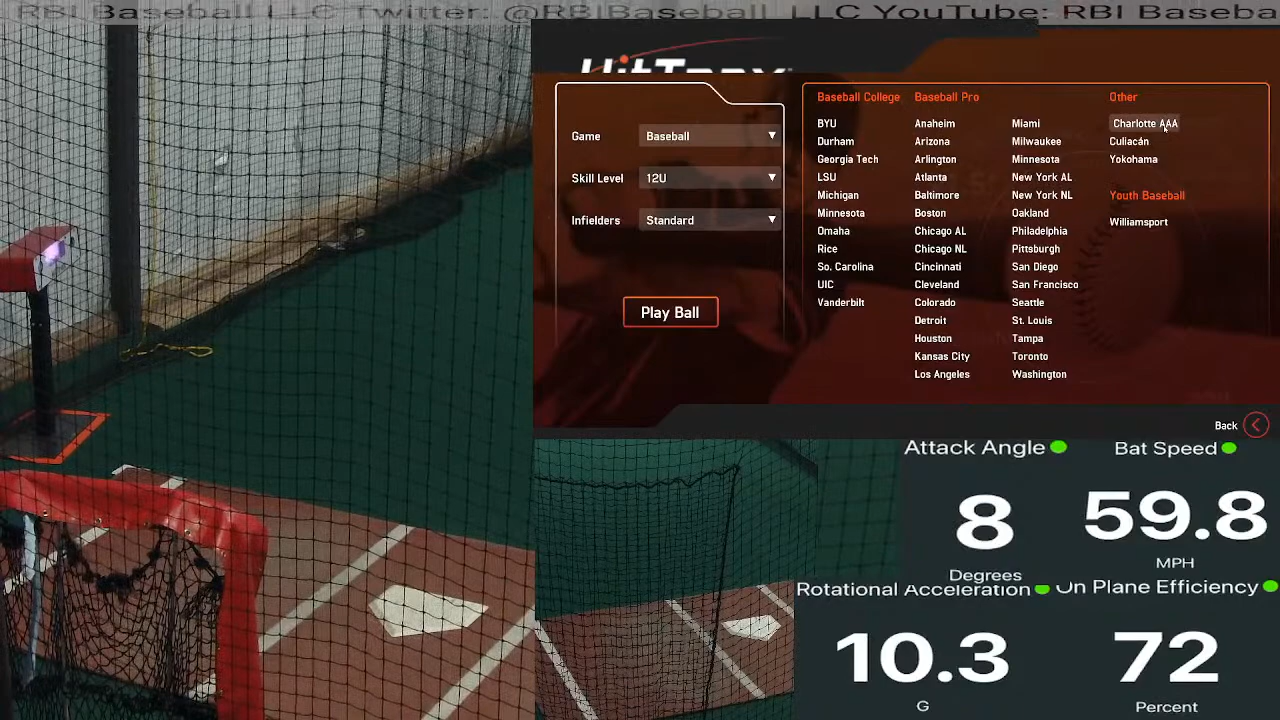 RBI Baseball LLC Twitter: @RBIBaseball_LLC YouTube: RBI Baseba
HitTrax
Game Baseball
Skill Level 12U
Infielders Standard
Play Ball
Baseball College
BYU
Durham
Georgia Tech
LSU
Michigan
Minnesota
Omaha
Rice
So. Carolina
UIC
Vanderbilt
Baseball Pro
Anaheim
Arizona
Arlington
Atlanta
Baltimore
Boston
Chicago AL
Chicago NL
Cincinnati
Cleveland
Colorado
Detroit
Houston
Kansas City
Los Angeles
Miami
Milwaukee
Minnesota
New York AL
New York NL
Oakland
Philadelphia
Pittsburgh
San Diego
San Francisco
Seattle
St. Louis
Tampa
Toronto
Washington
Other
Charlotte AAA
Culiacán
Yokohama
Youth Baseball
Williamsport
Back
Attack Angle
8
Degrees
Bat Speed
59.8
MPH
Rotational Acceleration
10.3
G
On Plane Efficiency
72
Percent